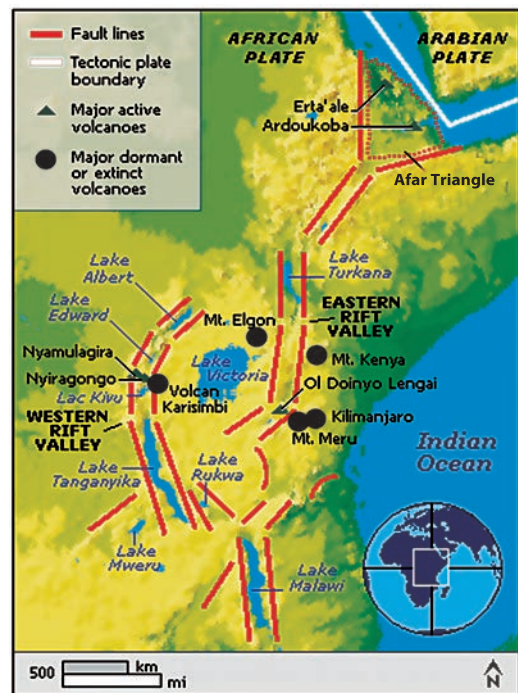 Fault lines
Tectonic plate
boundary
Major active
volcanoes
Major dormant
or extinct
volcanoes
AFRICAN
PLATE
ARABIAN
PLATE
Erta'ale
Ardoukoba
Afar Triangle
Lake
Turkana
Lake
Albert
Lake
Edward
EASTERN
RIFT
VALLEY
Mt. Elgon
Nyamulagira
Mt. Kenya
Lake
Victoria
Nyiragongo
Volcan
Karisimbi
Ol Doinyo Lengai
Lac Kivu
WESTERN
RIFT
VALLEY
Kilimanjaro
Mt. Meru
Indian
Ocean
Lake
Tanganyika
Lake
Rukwa
Lake
Mweru
Lake
Malawi
500
km
mi
N